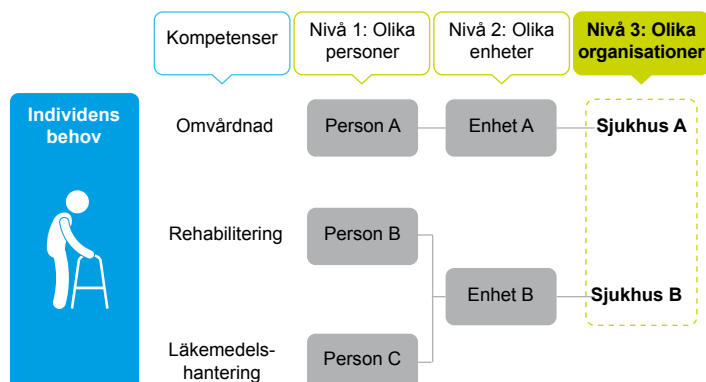 Kompetenser
Nivå 1: Olika
personer
Nivå 2: Olika
enheter
Nivå 3: Olika
organisationer
Individens
behov
Omvårdnad
Person A
Enhet A
Sjukhus A
Rehabilitering
Person B
Enhet B
Sjukhus B
Läkemedels-
hantering
Person C